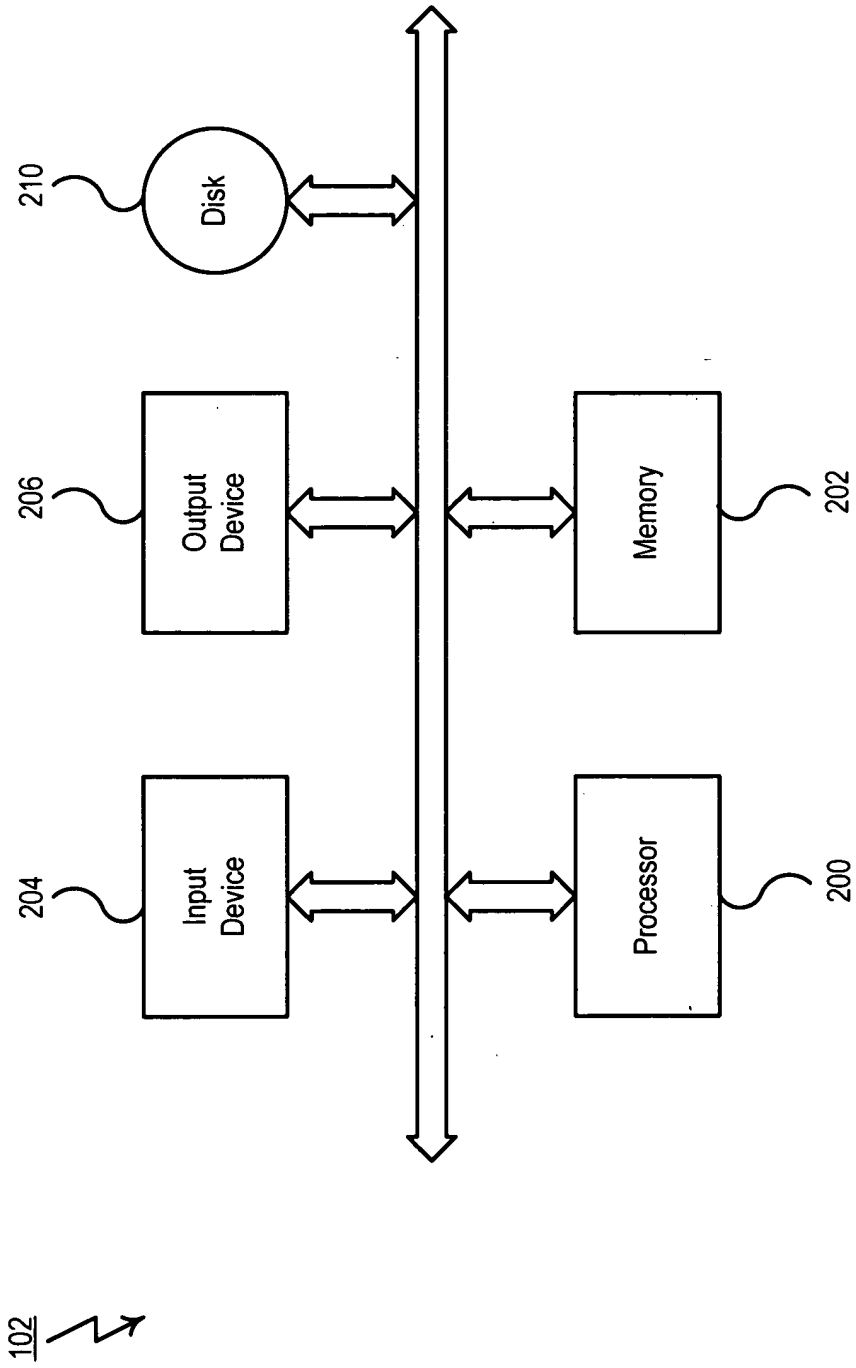 102
204
206
210
Input
Device
Output
Device
Disk
Processor
Memory
200
202